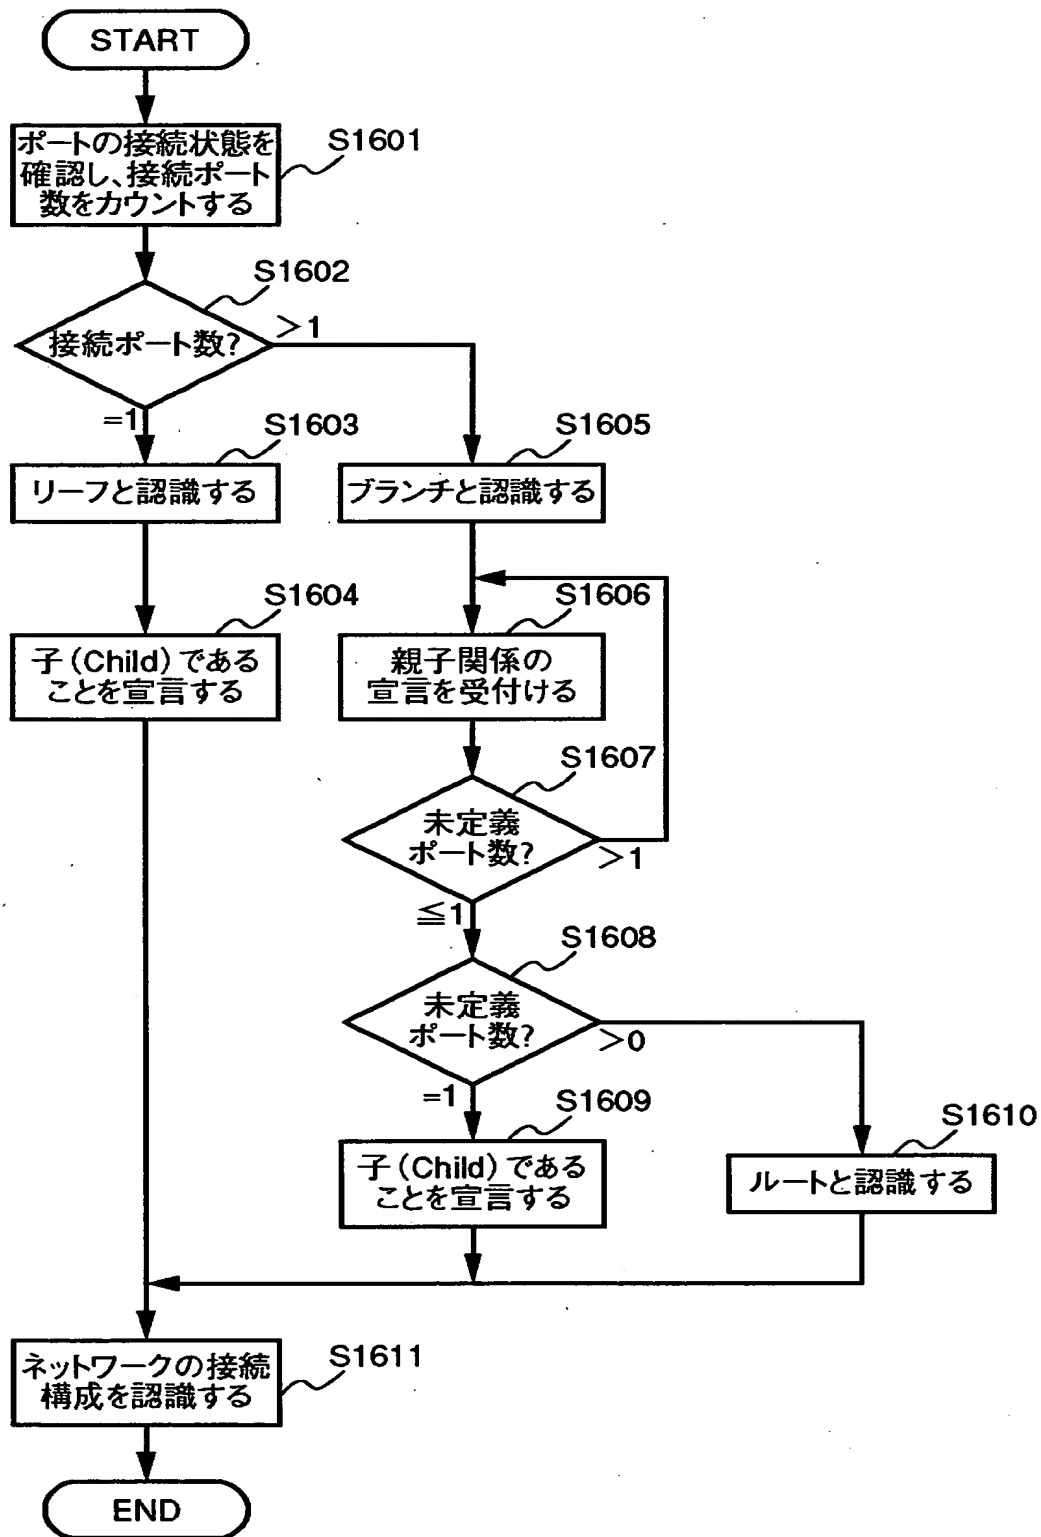 START
ポートの接続状態を
確認し、接続ポート
数をカウントする
S1601
S1602
接続ポート数?
＞1
=1
S1603
リーフと認識する
S1605
ブランチと認識する
S1604
子(Child)である
ことを宣言する
S1606
親子関係の
宣言を受付ける
S1607
未定義
ポート数?
＞1
≦1
S1608
未定義
ポート数?
＞0
=1
S1609
子(Child)である
ことを宣言する
S1610
ルートと認識する
S1611
ネットワークの接続
構成を認識する
END